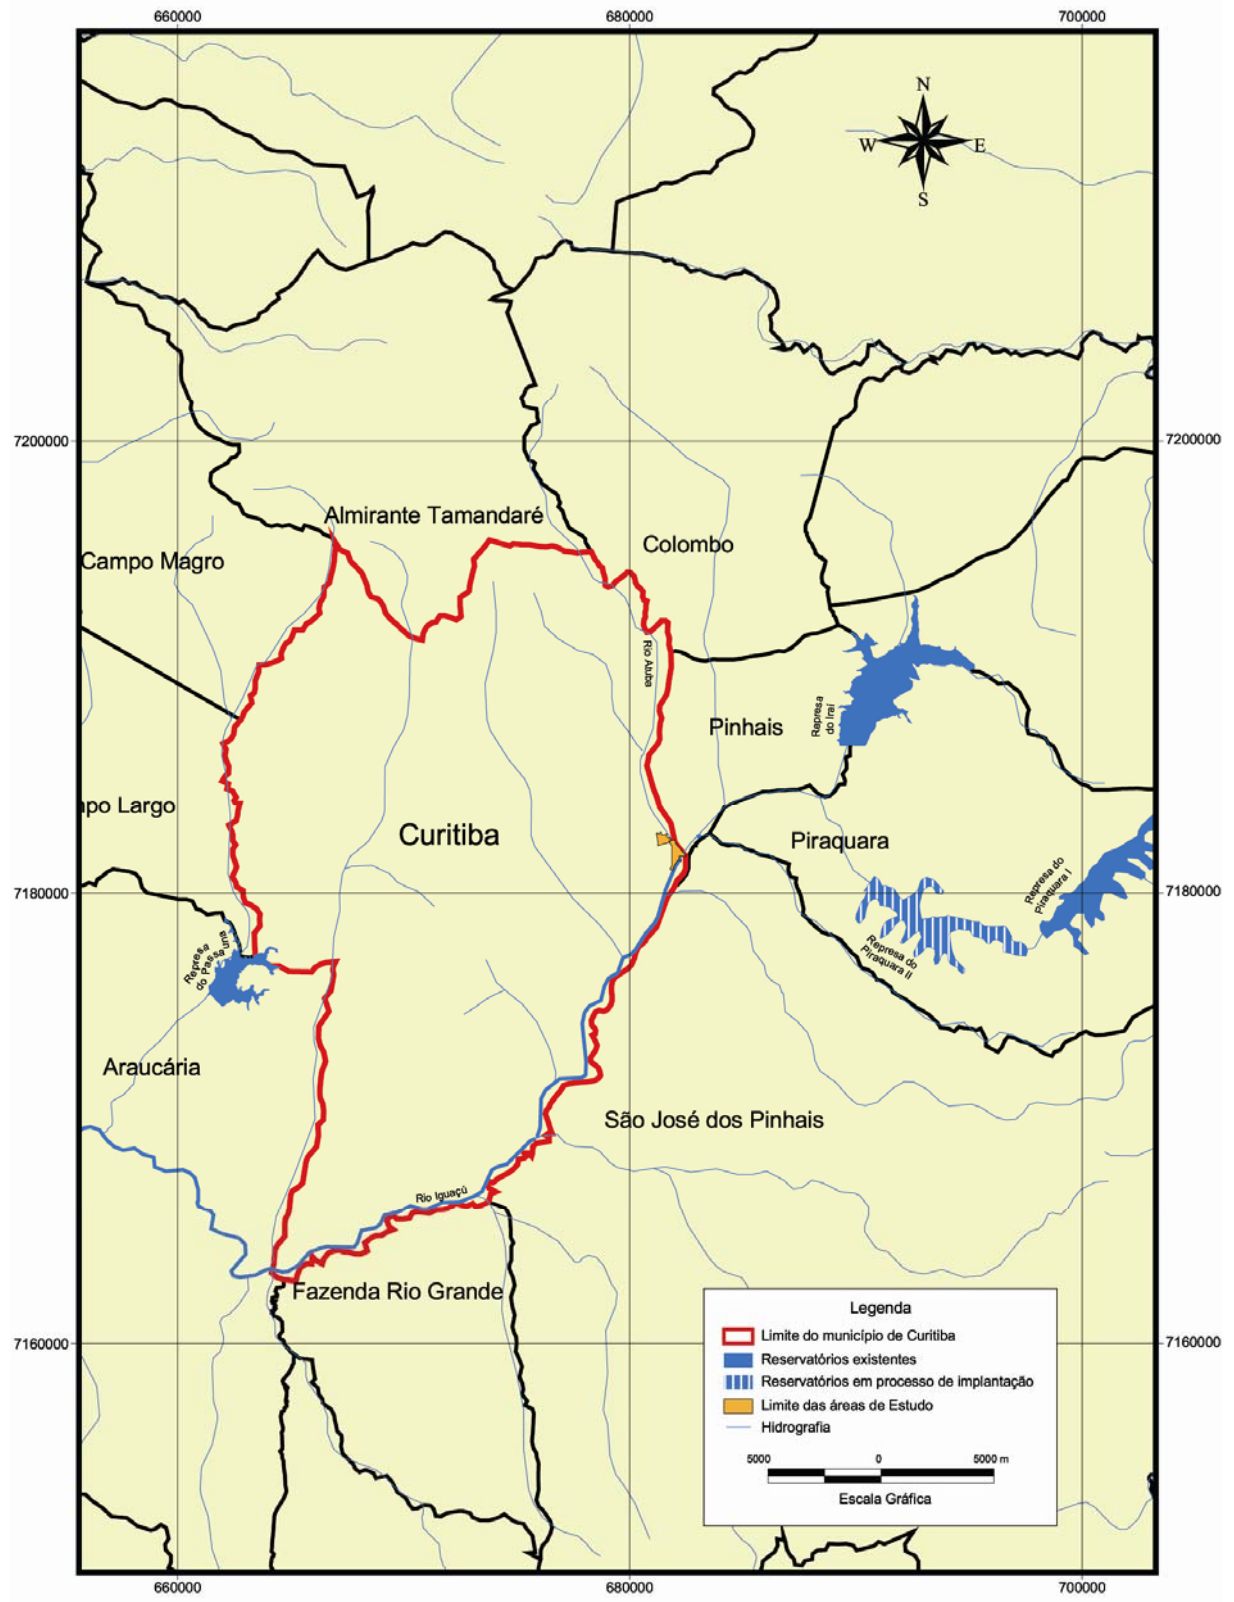 660000
680000
700000
N
W
E
S
7200000
7200000
Almirante Tamandaré
Colombo
Campo Magro
Rio Atuba
Represa
do Iraí
Pinhais
po Largo
Curitiba
Piraquara
7180000
7180000
Represa do
Piraquara I
Represa
do Passa
una
Represa do
Piraquara II
Araucária
São José dos Pinhais
Rio Iguaçú
Fazenda Rio Grande
7160000
7160000
Legenda
Limite do município de Curitiba
Reservatórios existentes
Reservatórios em processo de implantação
Limite das áreas de Estudo
Hidrografia
5000
0
5000 m
Escala Gráfica
660000
680000
700000